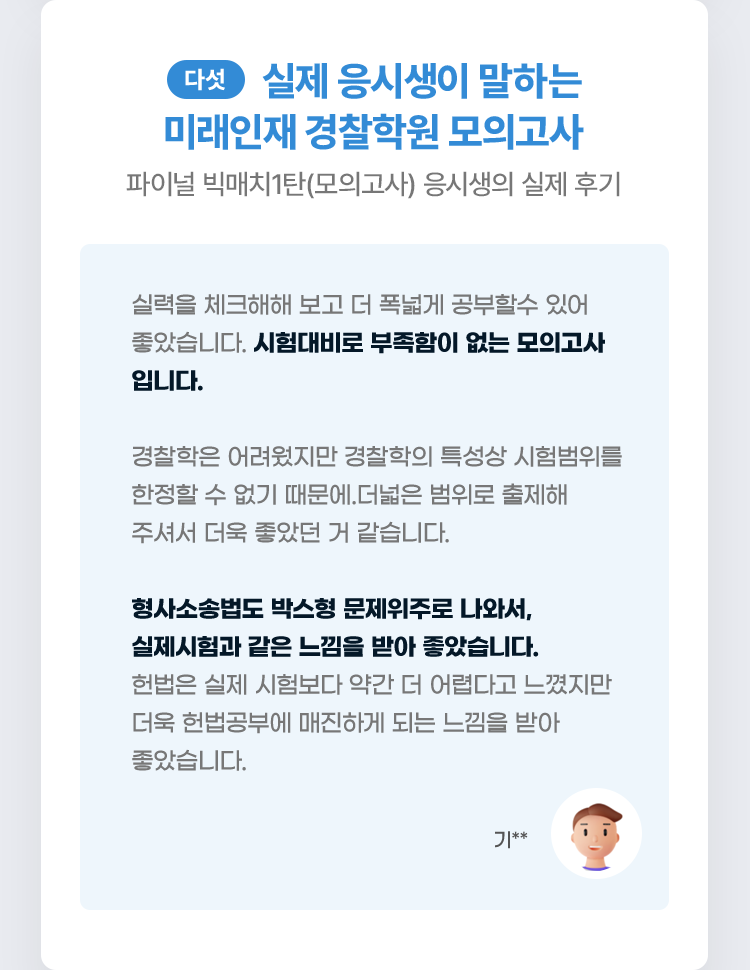 다섯 실제 응시생이 말하는
미래인재 경찰학원 모의고사
파이널 빅매치1탄(모의고사) 응시생의 실제 후기
실력을 체크해해 보고 더 폭넓게 공부할수 있어
좋았습니다. 시험대비로 부족함이 없는 모의고사
입니다.
경찰학은 어려웠지만 경찰학의 특성상 시험범위를
한정할 수 없기 때문에.더넓은 범위로 출제해
주셔서 더욱 좋았던 거 같습니다.
형사소송법도 박스형 문제위주로 나와서,
실제시험과 같은 느낌을 받아 좋았습니다.
헌법은 실제 시험보다 약간 더 어렵다고 느꼈지만
더욱 헌법공부에 매진하게 되는 느낌을 받아
좋았습니다.
기**